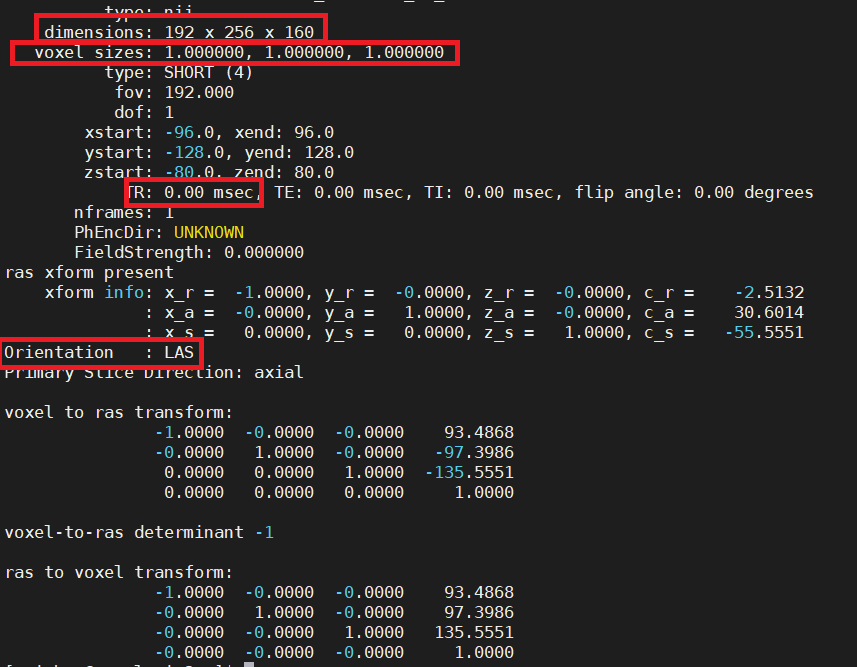 type: nii
dimensions: 192 x 256 x 160
voxel sizes: 1.000000, 1.000000, 1.000000
type: SHORT (4)
fov: 192.000
dof: 1
xstart: -96.0, xend: 96.0
ystart: -128.0, yend: 128.0
zstart: -80.0, zend: 80.0
TR: 0.00 msec, TE: 0.00 msec, TI: 0.00 msec, flip angle: 0.00 degrees
nframes: 1
PhEncDir: UNKNOWN
FieldStrength: 0.000000
ras xform present
xform info: x_r = -1.0000, y_r = -0.0000, z_r = -0.0000, c_r = -2.5132
: x_a = -0.0000, y_a = 1.0000, z_a = -0.0000, c_a = 30.6014
: x_s = 0.0000, y_s = 0.0000, z_s = 1.0000, c_s = -55.5551
Orientation : LAS
Primary Slice Direction: axial
voxel to ras transform:
-1.0000 -0.0000 -0.0000 93.4868
-0.0000 1.0000 -0.0000 -97.3986
0.0000 0.0000 1.0000 -135.5551
0.0000 0.0000 0.0000 1.0000
voxel-to-ras determinant -1
ras to voxel transform:
-1.0000 -0.0000 -0.0000 93.4868
-0.0000 1.0000 -0.0000 97.3986
-0.0000 -0.0000 1.0000 135.5551
-0.0000 -0.0000 -0.0000 1.0000